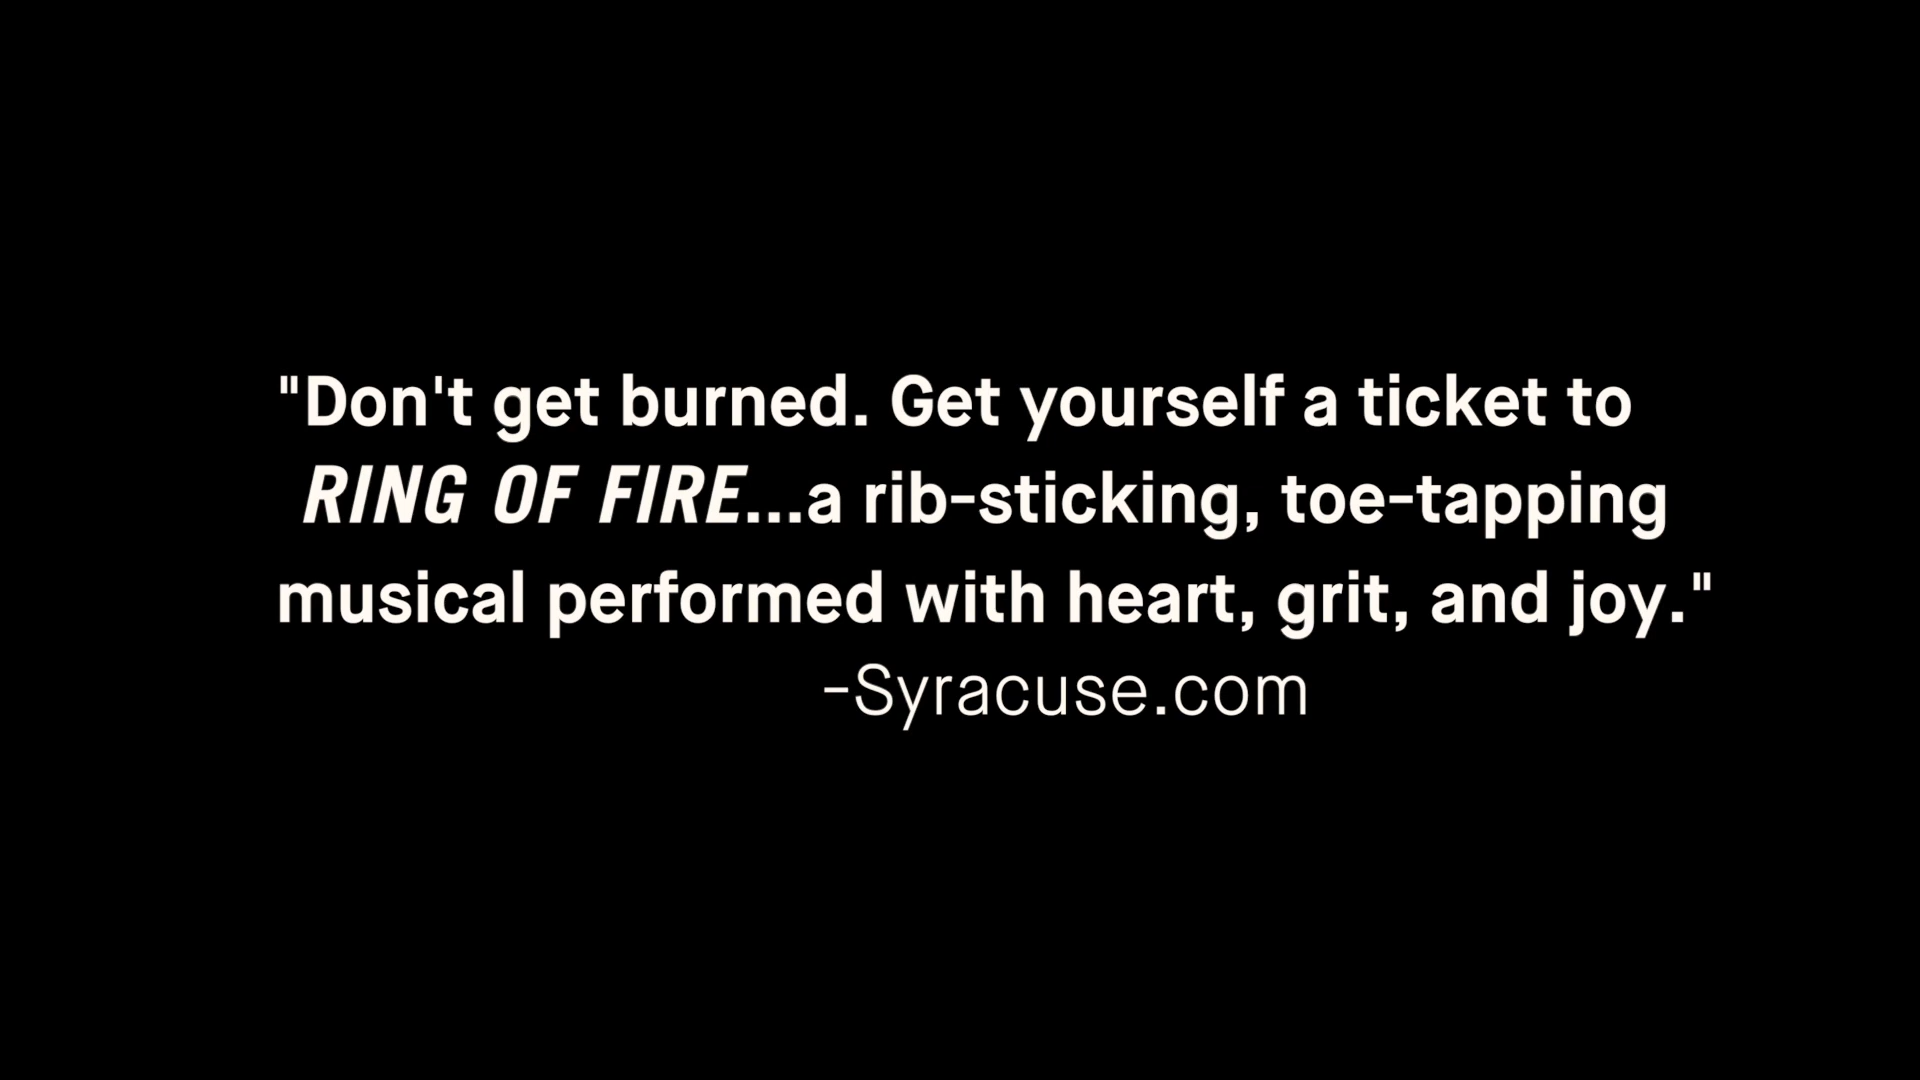 "Don't get burned. Get yourself a ticket to
RING OF FIRE...a rib-sticking, toe-tapping
musical performed with heart, grit, and joy."
-Syracuse.com